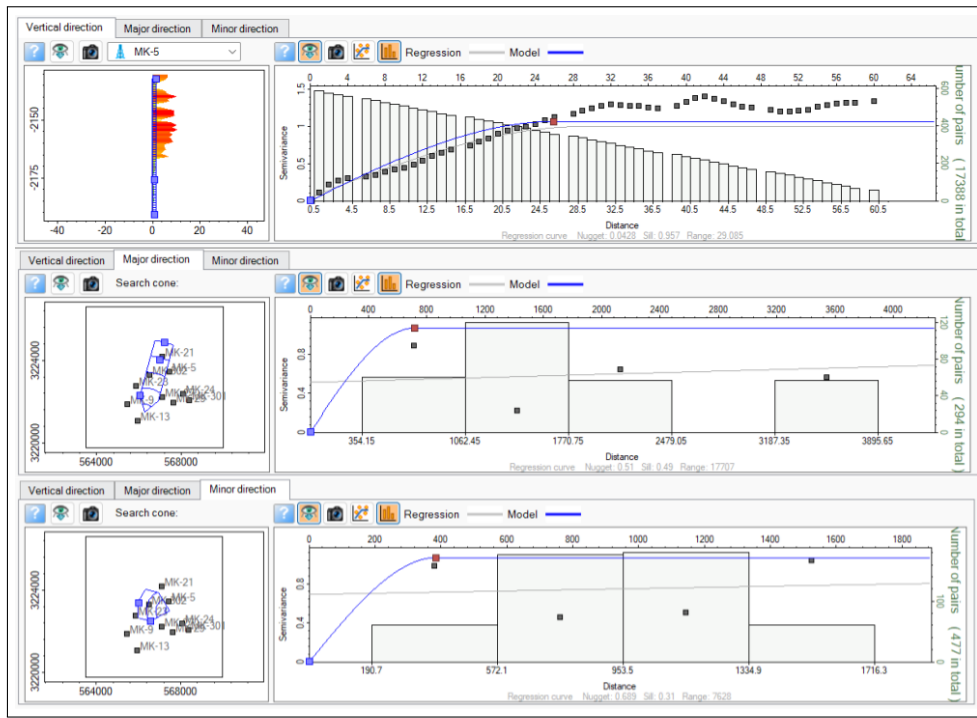 Vertical direction Major direction Minor direction
? MK-5 ? Regression Model
0 4 8 12 16 20 24 28 32 36 40 44 48 52 56 60 64
1.5
1
0.5
0
Semivariance
600
400
200
0
umber of pairs (17388 in total)
0.5 4.5 8.5 12.5 16.5 20.5 24.5 28.5 32.5 36.5 40.5 44.5 48.5 52.5 56.5 60.5
Distance
Regression curve Nugget: 0.0428 Sill: 0.957 Range: 29.085
-2150
-2175
-40 -20 0 20 40
Vertical direction Major direction Minor direction
? Search cone: ? Regression Model
0 400 800 1200 1600 2000 2400 2800 3200 3600 4000
0.8
0.4
0
Semivariance
120
80
40
0
Number of pairs (294 in total)
354.15 1062.45 1770.75 2479.05 3187.35 3895.65
Distance
Regression curve Nugget: 0.51 Sill: 0.49 Range: 17707
3224000
3220000
MK-21
MK-5
MK-23
MK-24
MK-9
MK-301
MK-13
564000 568000
Vertical direction Major direction Minor direction
? Search cone: ? Regression Model
0 200 400 600 800 1000 1200 1400 1600 1800
0.8
0.4
0
Semivariance
100
0
Number of pairs (477 in total)
190.7 572.1 953.5 1334.9 1716.3
Distance
Regression curve Nugget: 0.689 Sill: 0.31 Range: 7628
3224000
3220000
MK-21
MK-5
MK-23
MK-24
MK-9
MK-301
MK-13
564000 568000